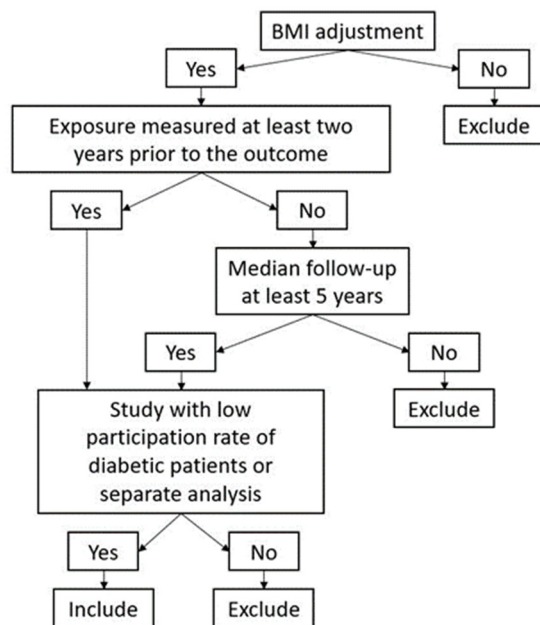 BMI adjustment
Yes
No
Exclude
Exposure measured at least two
years prior to the outcome
Yes
No
Median follow-up
at least 5 years
Yes
No
Exclude
Study with low
participation rate of
diabetic patients or
separate analysis
Yes
No
Include
Exclude